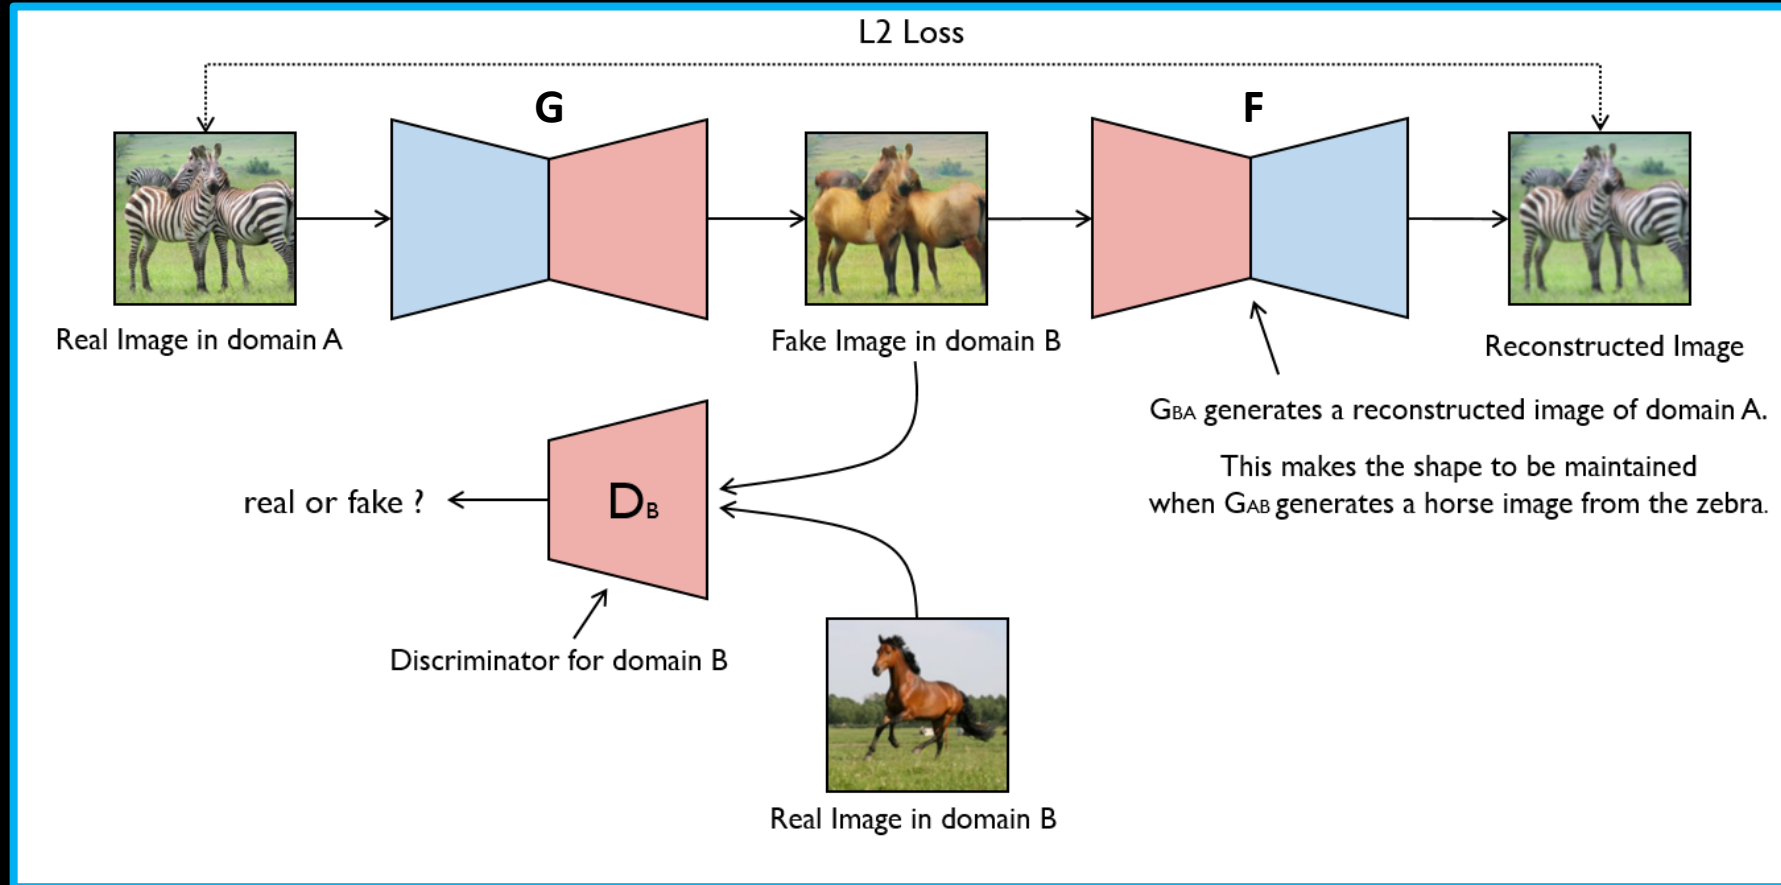 L2 Loss
G
F
Real Image in domain A
Fake Image in domain B
Reconstructed Image
GBA generates a reconstructed image of domain A.
This makes the shape to be maintained
when GAB generates a horse image from the zebra.
real or fake ?
DB
Discriminator for domain B
Real Image in domain B